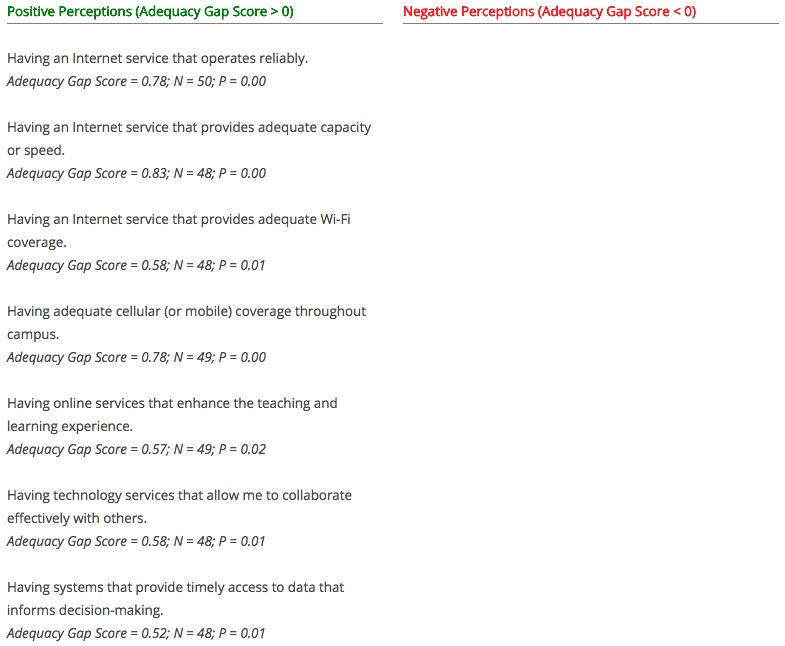 Positive Perceptions (Adequacy Gap Score > 0)
Negative Perceptions (Adequacy Gap Score < 0)
Having an Internet service that operates reliably.
Adequacy Gap Score = 0.78; N = 50; P = 0.00
Having an Internet service that provides adequate capacity
or speed.
Adequacy Gap Score = 0.83; N = 48; P = 0.00
Having an Internet service that provides adequate Wi-Fi
coverage.
Adequacy Gap Score = 0.58; N = 48; P = 0.01
Having adequate cellular (or mobile) coverage throughout
campus.
Adequacy Gap Score = 0.78; N = 49; P = 0.00
Having online services that enhance the teaching and
learning experience.
Adequacy Gap Score = 0.57; N = 49; P = 0.02
Having technology services that allow me to collaborate
effectively with others.
Adequacy Gap Score = 0.58; N = 48; P = 0.01
Having systems that provide timely access to data that
informs decision-making.
Adequacy Gap Score = 0.52; N = 48; P = 0.01